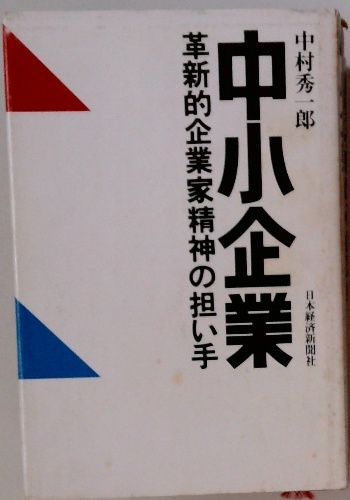 中村秀一郎
中小企業
革新的企業家精神の担い手
日本経済新聞社